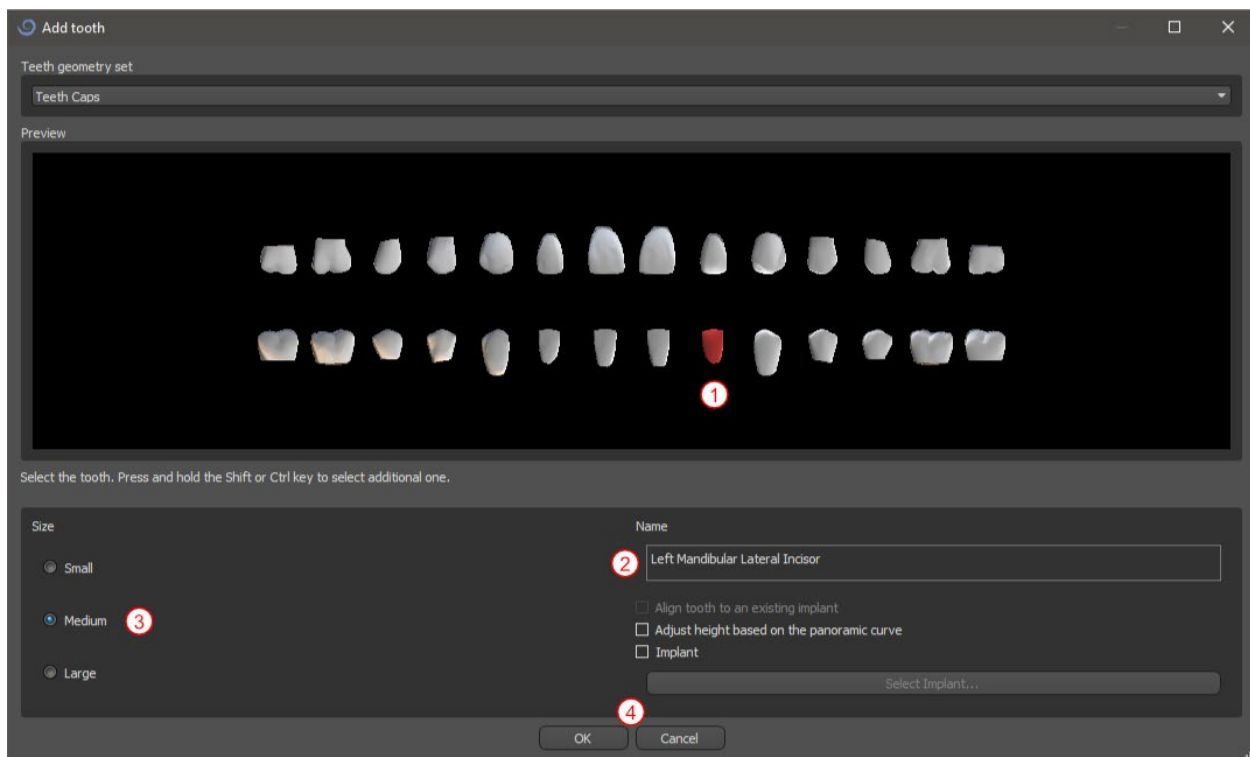 Add tooth
Teeth geometry set
Teeth Caps
Preview
1
Select the tooth. Press and hold the Shift or Ctrl key to select additional one.
Size
Name
Small
2
Left Mandibular Lateral Incisor
Medium
3
Align tooth to an existing implant
Adjust height based on the panoramic curve
Implant
Large
Select Implant...
4
OK
Cancel